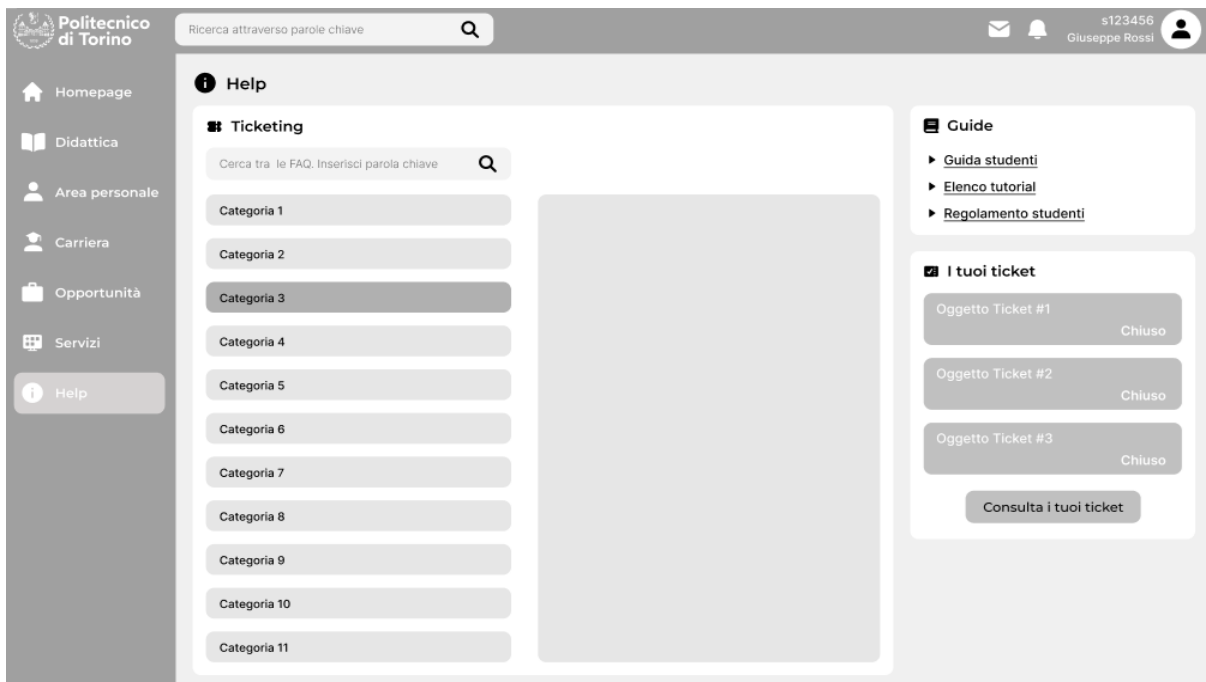 Politecnico
di Torino
Ricerca attraverso parole chiave
s123456
Giuseppe Rossi
Homepage
Didattica
Area personale
Carriera
Opportunità
Servizi
Help
Help
Ticketing
Cerca tra le FAQ. Inserisci parola chiave
Categoria 1
Categoria 2
Categoria 3
Categoria 4
Categoria 5
Categoria 6
Categoria 7
Categoria 8
Categoria 9
Categoria 10
Categoria 11
Guide
Guida studenti
Elenco tutorial
Regolamento studenti
I tuoi ticket
Oggetto Ticket #1
Chiuso
Oggetto Ticket #2
Chiuso
Oggetto Ticket #3
Chiuso
Consulta i tuoi ticket